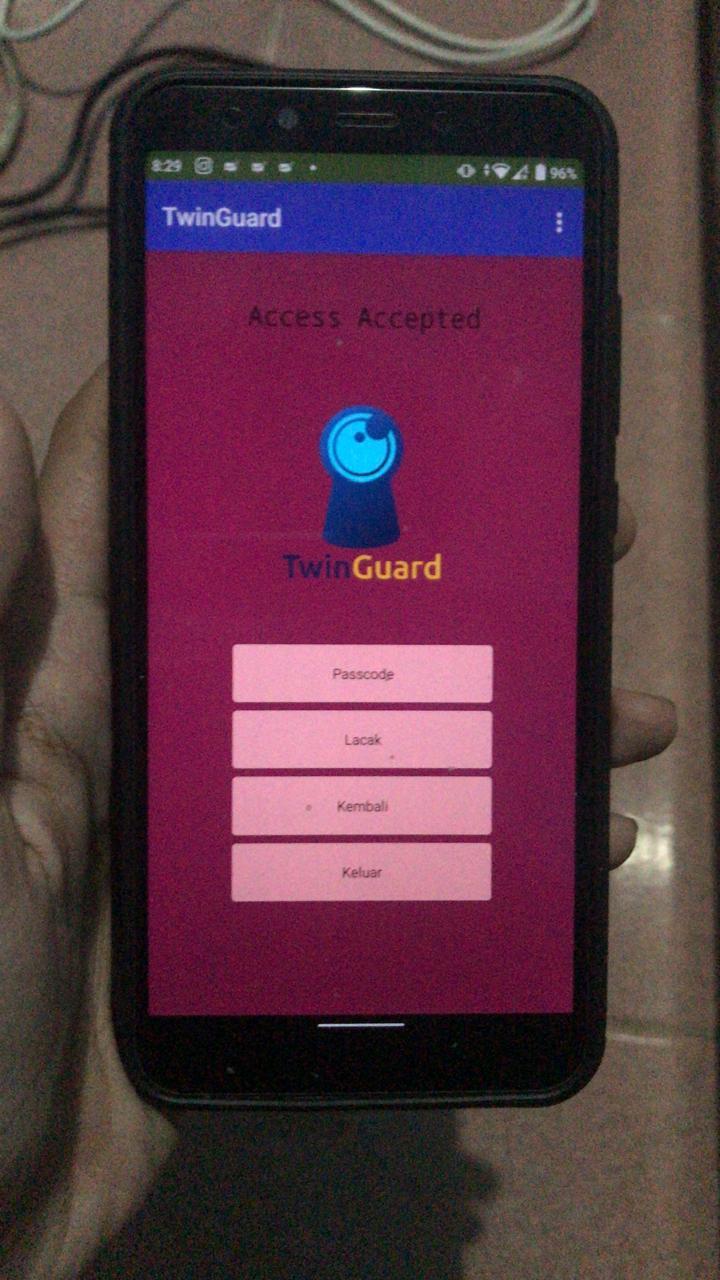 8:29 96%
TwinGuard
Access Accepted
TwinGuard
Passcode
Lacak
Kembali
Keluar